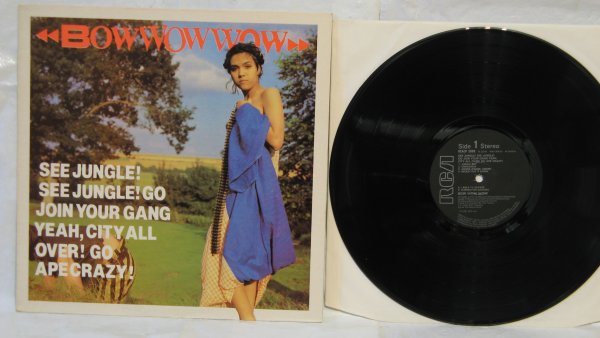 BOWWOWWOW
SEE JUNGLE!
SEE JUNGLE! GO
JOIN YOUR GANG
YEAH, CITY ALL
OVER! GO
APE CRAZY!
Side 1 Stereo
RCA